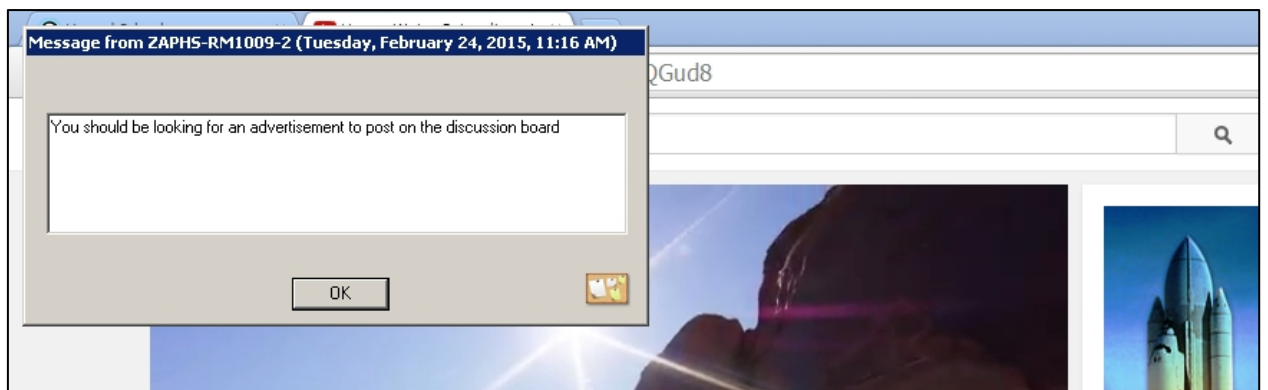 Message from ZAPHS-RM1009-2 (Tuesday, February 24, 2015, 11:16 AM)
QGud8
You should be looking for an advertisement to post on the discussion board
OK